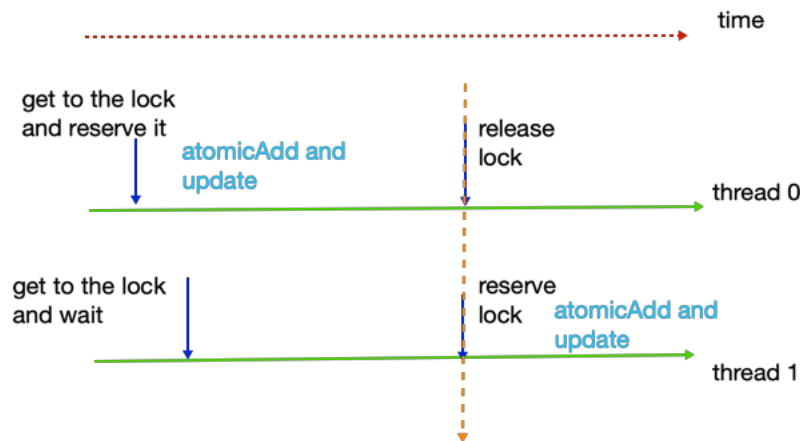 time
get to the lock
and reserve it
atomicAdd and
update
release
lock
thread 0
get to the lock
and wait
reserve
lock
atomicAdd and
update
thread 1